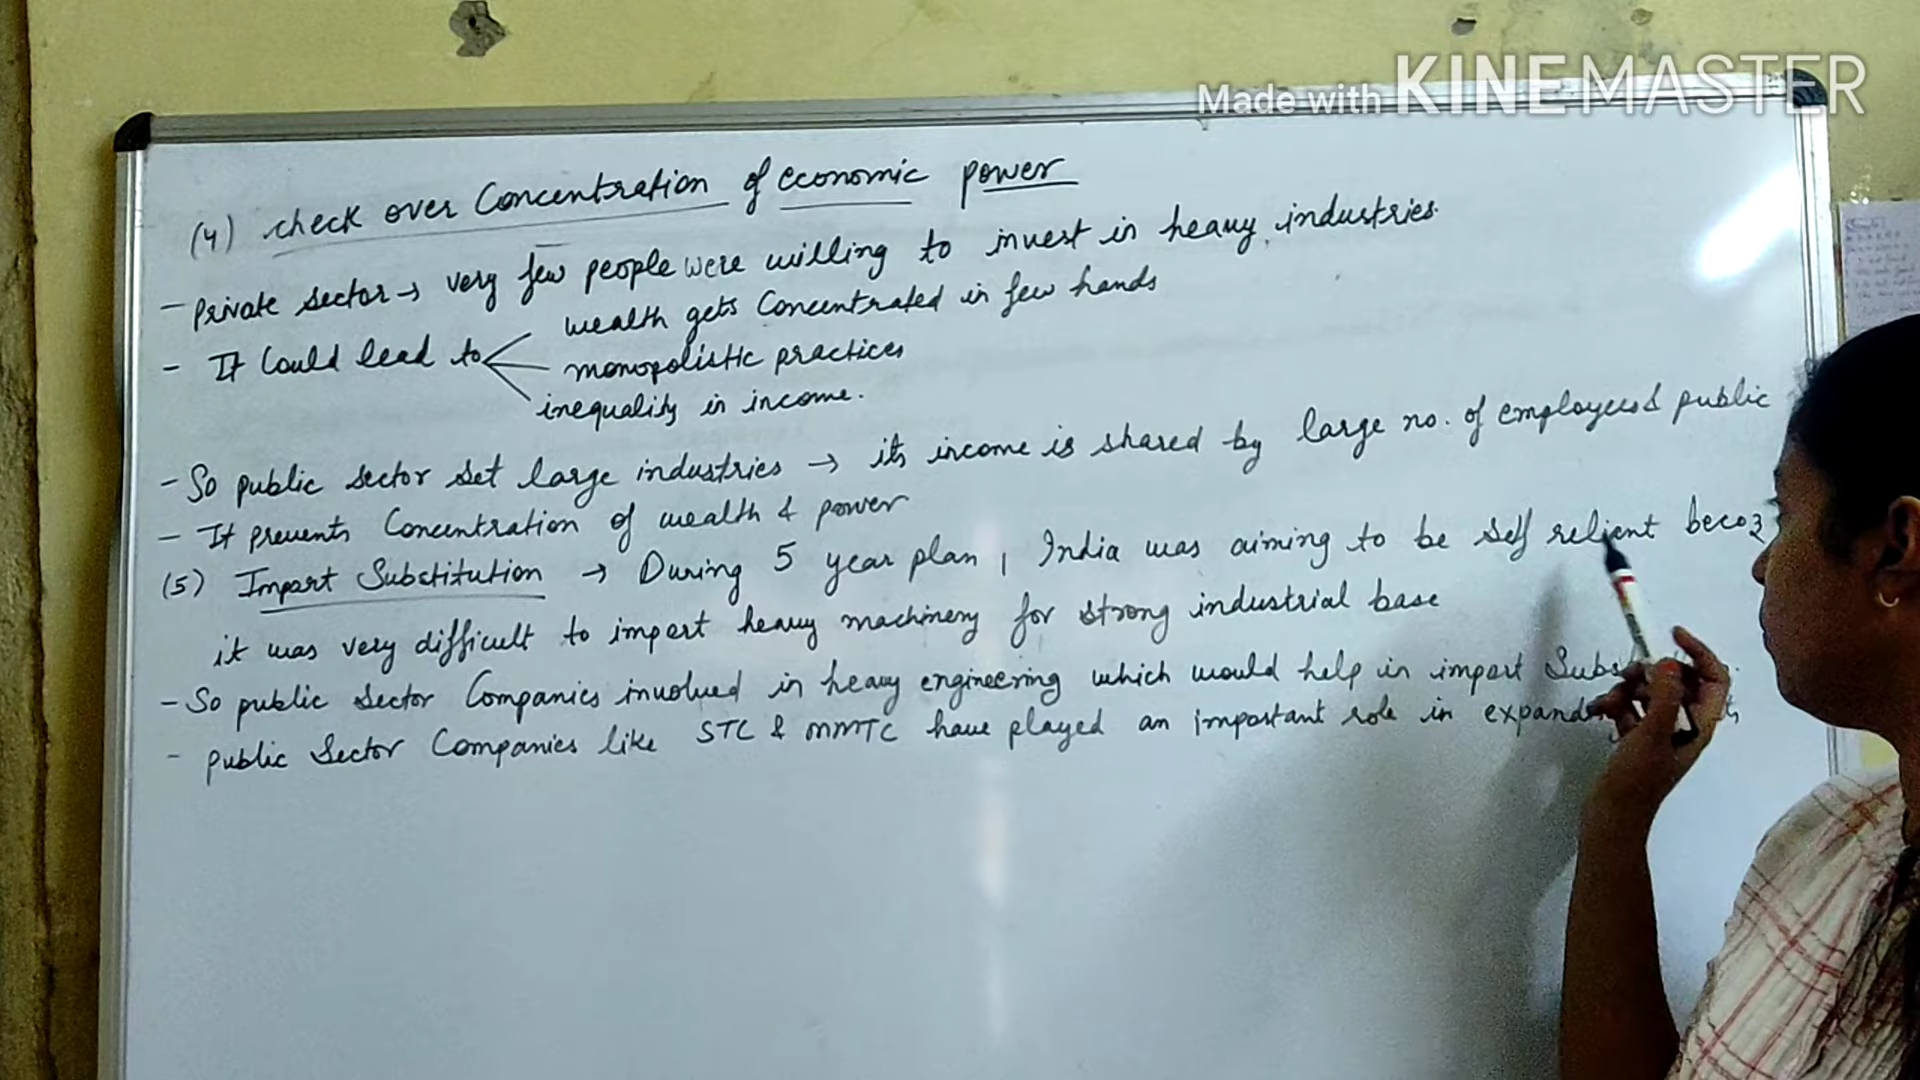 Made with KINEMASTER
(4) check over Concentration of economic power
- Private sector → very few people were willing to invest in heavy industries.
wealth gets Concentrated in few hands
- It Could lead to
monopolistic practices
inequality in income.
- So public sector set large industries → its income is shared by large no. of employees & public
- It prevents Concentration of wealth & power
(5) Import Substitution → During 5 year plan, India was aiming to be self relient becoz
it was very difficult to import heavy machinery for strong industrial base
- So public sector Companies involved in heavy engineering which would help in import
- public Sector Companies like STC & MMTC have played an important role in